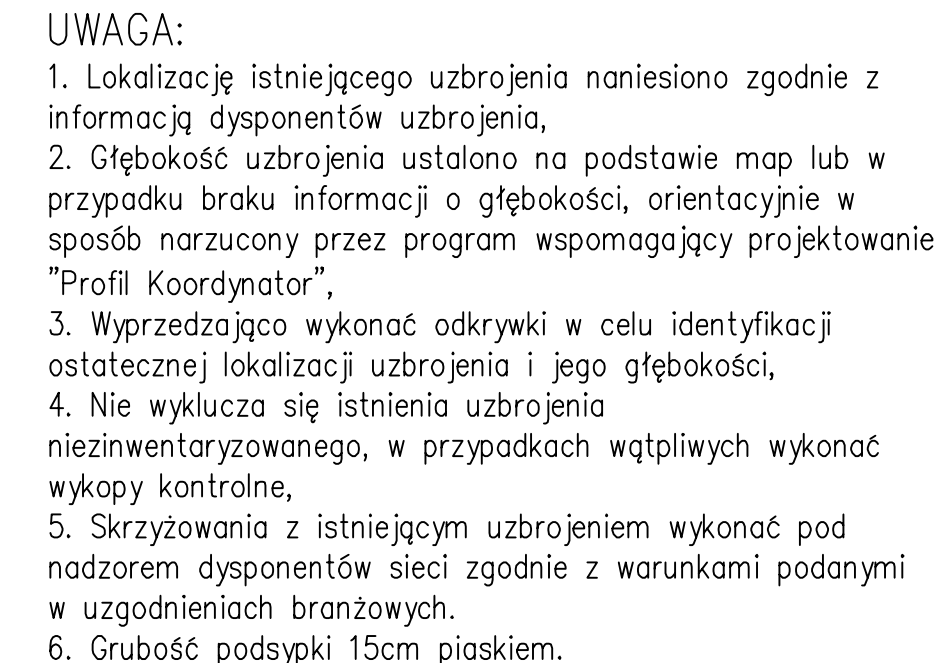 UWAGA:
1. Lokalizację istniejącego uzbrojenia naniesiono zgodnie z
informacją dysponentów uzbrojenia,
2. Głębokość uzbrojenia ustalono na podstawie map lub w
przypadku braku informacji o głębokości, orientacyjnie w
sposób narzucony przez program wspomagający projektowanie
"Profil Koordynator",
3. Wyprzedzająco wykonać odkrywki w celu identyfikacji
ostatecznej lokalizacji uzbrojenia i jego głębokości,
4. Nie wyklucza się istnienia uzbrojenia
niezinwentaryzowanego, w przypadkach wątpliwych wykonać
wykopy kontrolne,
5. Skrzyżowania z istniejącym uzbrojeniem wykonać pod
nadzorem dysponentów sieci zgodnie z warunkami podanymi
w uzgodnieniach branżowych.
6. Grubość podsypki 15cm piaskiem.